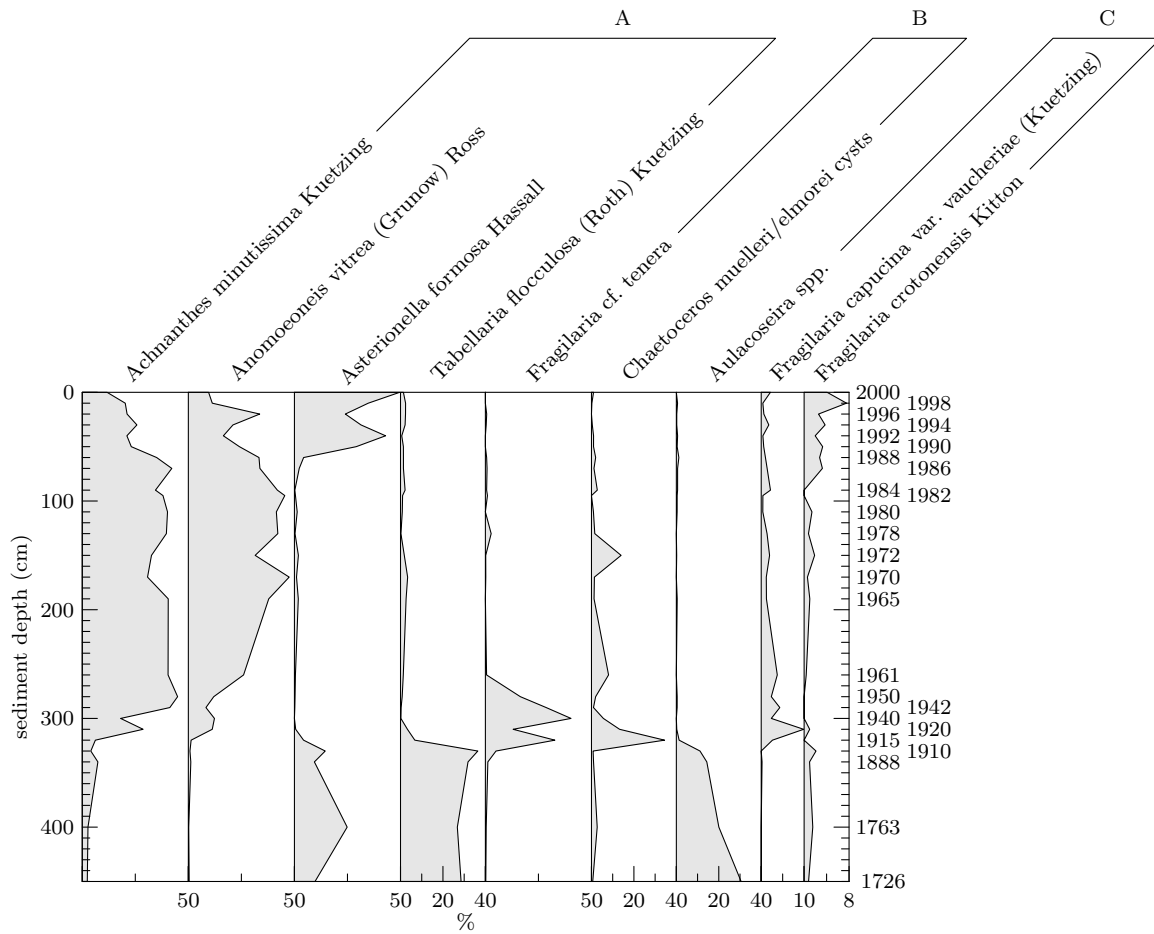 A B C
Achnanthes minutissima Kuetzing
Anomoeoneis vitrea (Grunow) Ross
Asterionella formosa Hassall
Tabellaria flocculosa (Roth) Kuetzing
Fragilaria cf. tenera
Chaetoceros muelleri/elmorei cysts
Aulacoseira spp.
Fragilaria capucina var. vaucheriae (Kuetzing)
Fragilaria crotonensis Kitton
sediment depth (cm)
0
100
200
300
400
2000
1998
1996
1994
1992
1990
1988
1986
1984
1982
1980
1978
1972
1970
1965
1961
1950
1942
1940
1920
1915
1910
1888
1763
1726
50 50 50 20 40 50 20 40 20 40 10 8
%